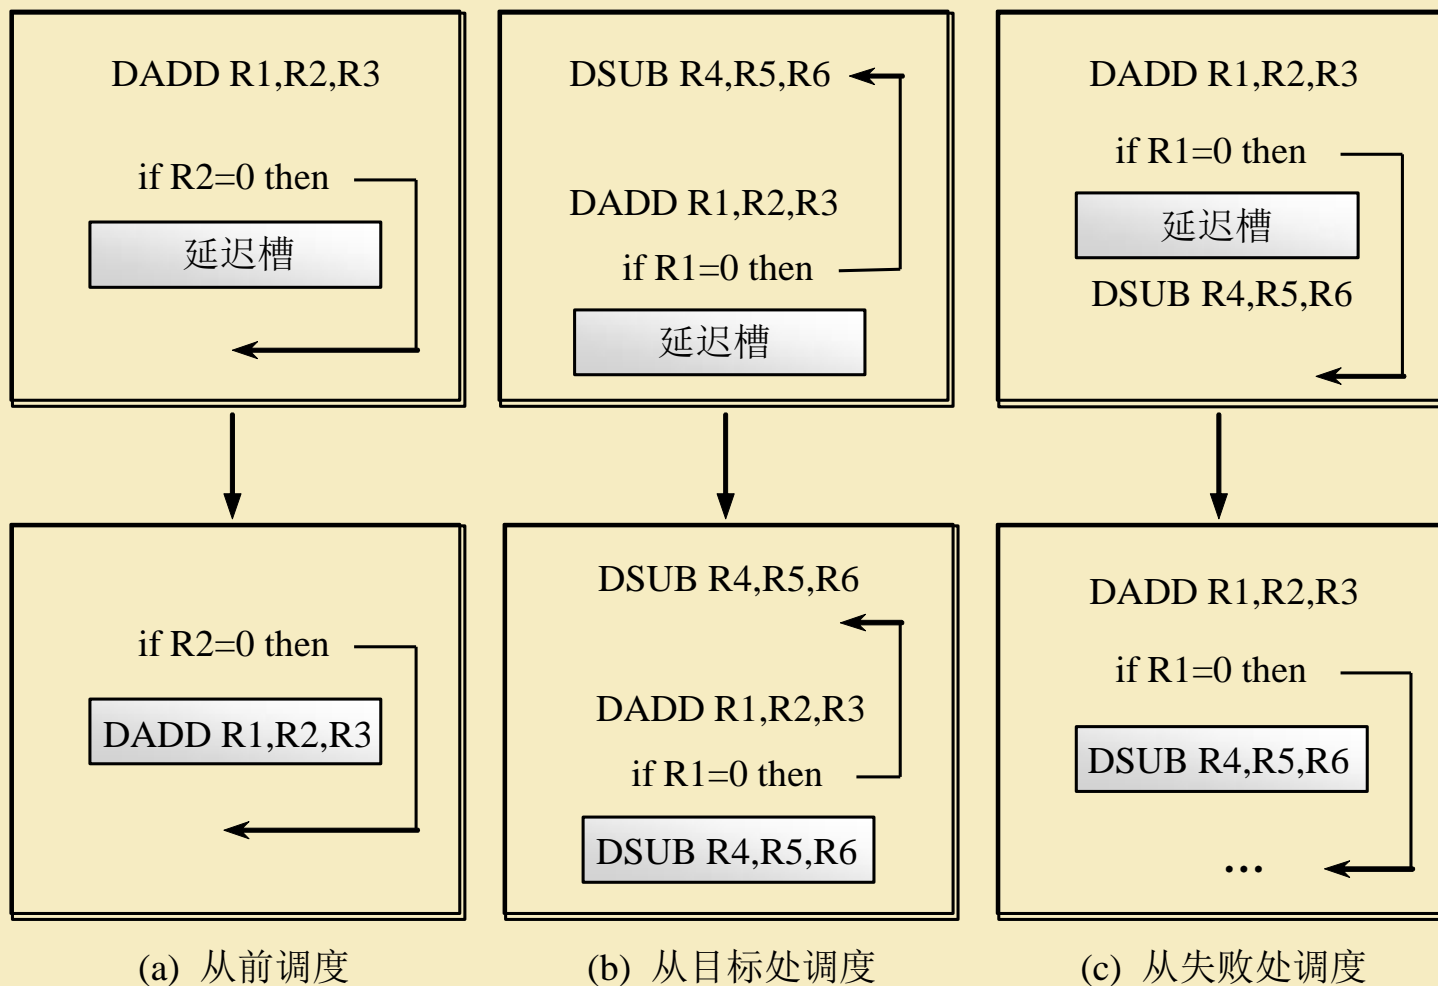 DADD R1,R2,R3
if R2=0 then
延迟槽
DSUB R4,R5,R6
DADD R1,R2,R3
if R1=0 then
延迟槽
DADD R1,R2,R3
if R1=0 then
延迟槽
DSUB R4,R5,R6
if R2=0 then
DADD R1,R2,R3
DSUB R4,R5,R6
DADD R1,R2,R3
if R1=0 then
DSUB R4,R5,R6
DADD R1,R2,R3
if R1=0 then
DSUB R4,R5,R6
…
(a) 从前调度
(b) 从目标处调度
(c) 从失败处调度